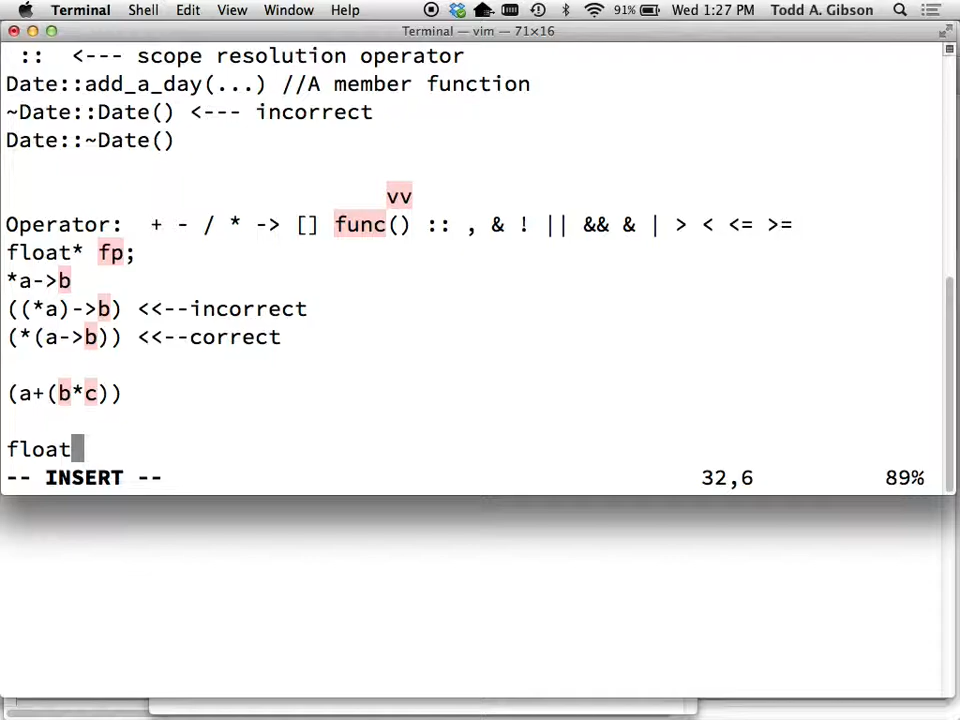 Terminal Shell Edit View Window Help 91% Wed 1:27 PM Todd A. Gibson
Terminal — vim — 71×16
:: <--- scope resolution operator
Date::add_a_day(...) //A member function
~Date::Date() <--- incorrect
Date::~Date()
vv
Operator: + - / * -> [] func() :: , & ! || && & | > < <= >=
float* fp;
*a->b
((*a)->b) <<--incorrect
(*(a->b)) <<--correct
(a+(b*c))
float
-- INSERT -- 32,6 89%